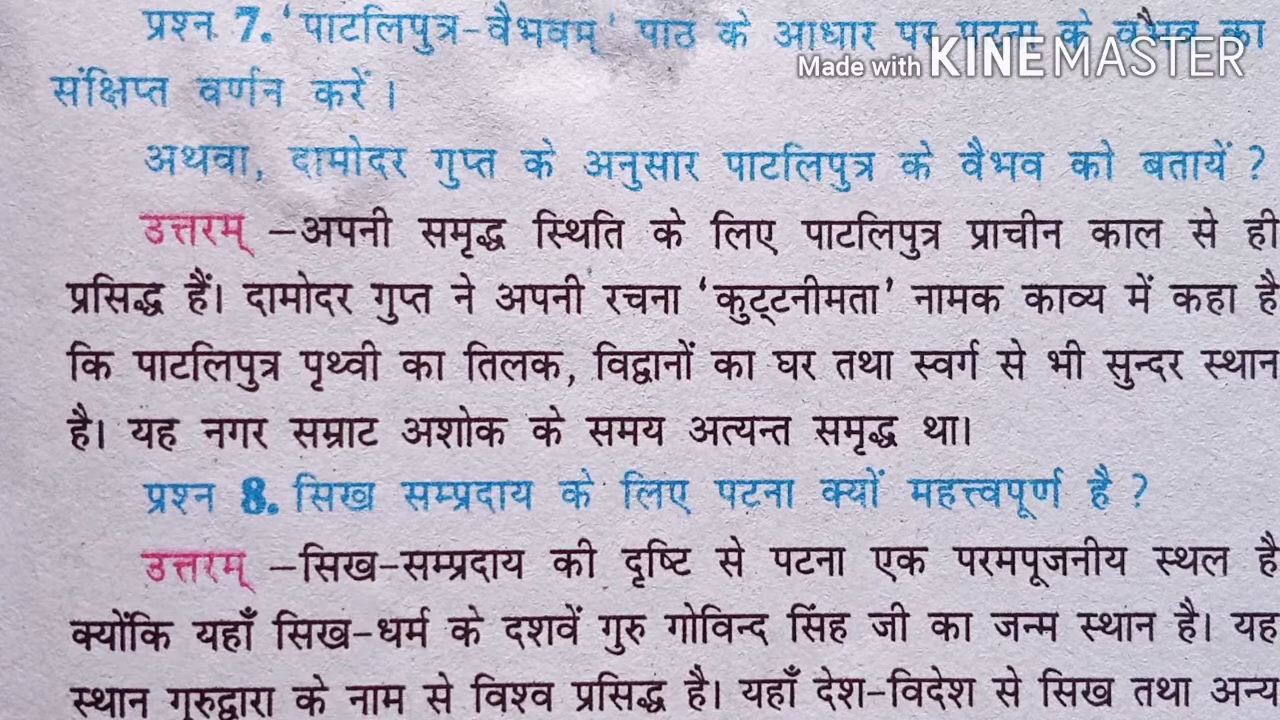 प्रश्न 7. 'पाटलिपुत्र-वैभवम्' पाठ के आधार पर पटना के वैभव का
Made with KINEMASTER
संक्षिप्त वर्णन करें ।
अथवा, दामोदर गुप्त के अनुसार पाटलिपुत्र के वैभव को बतायें ?
उत्तरम् –अपनी समृद्ध स्थिति के लिए पाटलिपुत्र प्राचीन काल से ही
प्रसिद्ध हैं। दामोदर गुप्त ने अपनी रचना 'कुट्टनीमता' नामक काव्य में कहा है
कि पाटलिपुत्र पृथ्वी का तिलक, विद्वानों का घर तथा स्वर्ग से भी सुन्दर स्थान
है। यह नगर सम्राट अशोक के समय अत्यन्त समृद्ध था।
प्रश्न 8. सिख सम्प्रदाय के लिए पटना क्यों महत्त्वपूर्ण है ?
उत्तरम् –सिख-सम्प्रदाय की दृष्टि से पटना एक परमपूजनीय स्थल है
क्योंकि यहाँ सिख-धर्म के दशवें गुरु गोविन्द सिंह जी का जन्म स्थान है। यह
स्थान गुरुद्वारा के नाम से विश्व प्रसिद्ध है। यहाँ देश-विदेश से सिख तथा अन्य